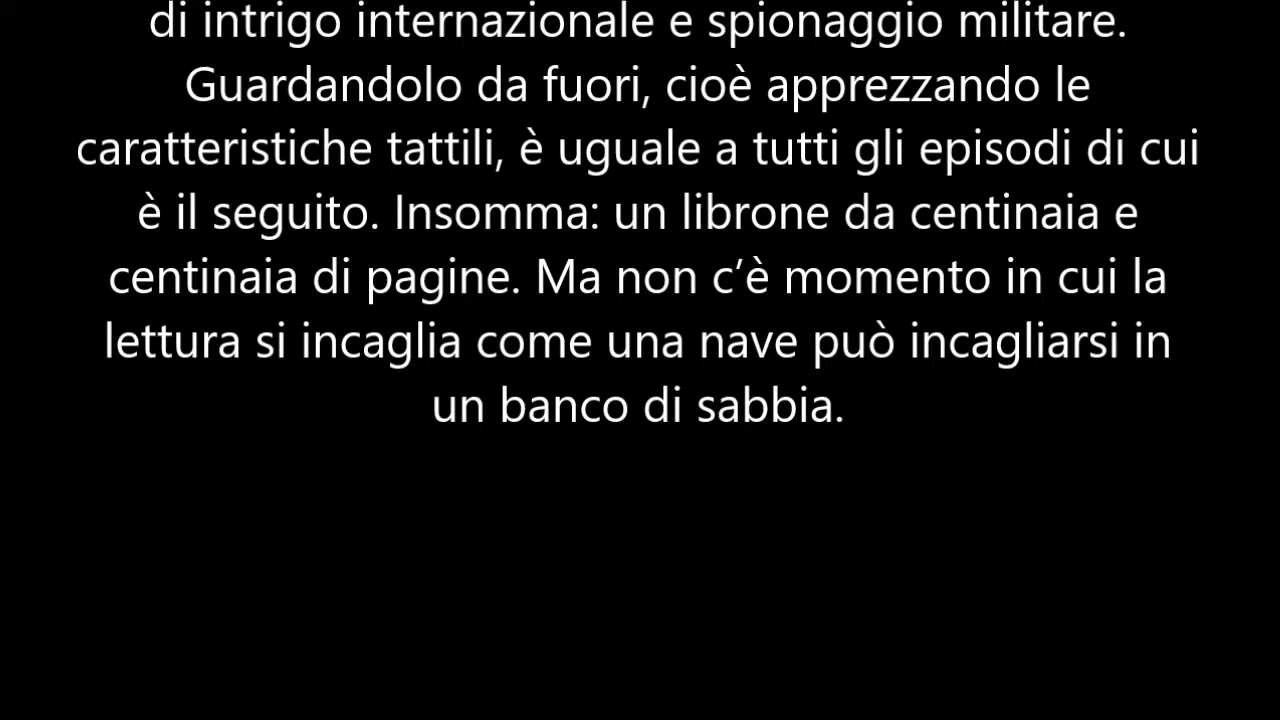 di intrigo internazionale e spionaggio militare.
Guardandolo da fuori, cioè apprezzando le
caratteristiche tattili, è uguale a tutti gli episodi di cui
è il seguito. Insomma: un librone da centinaia e
centinaia di pagine. Ma non c’è momento in cui la
lettura si incaglia come una nave può incagliarsi in
un banco di sabbia.